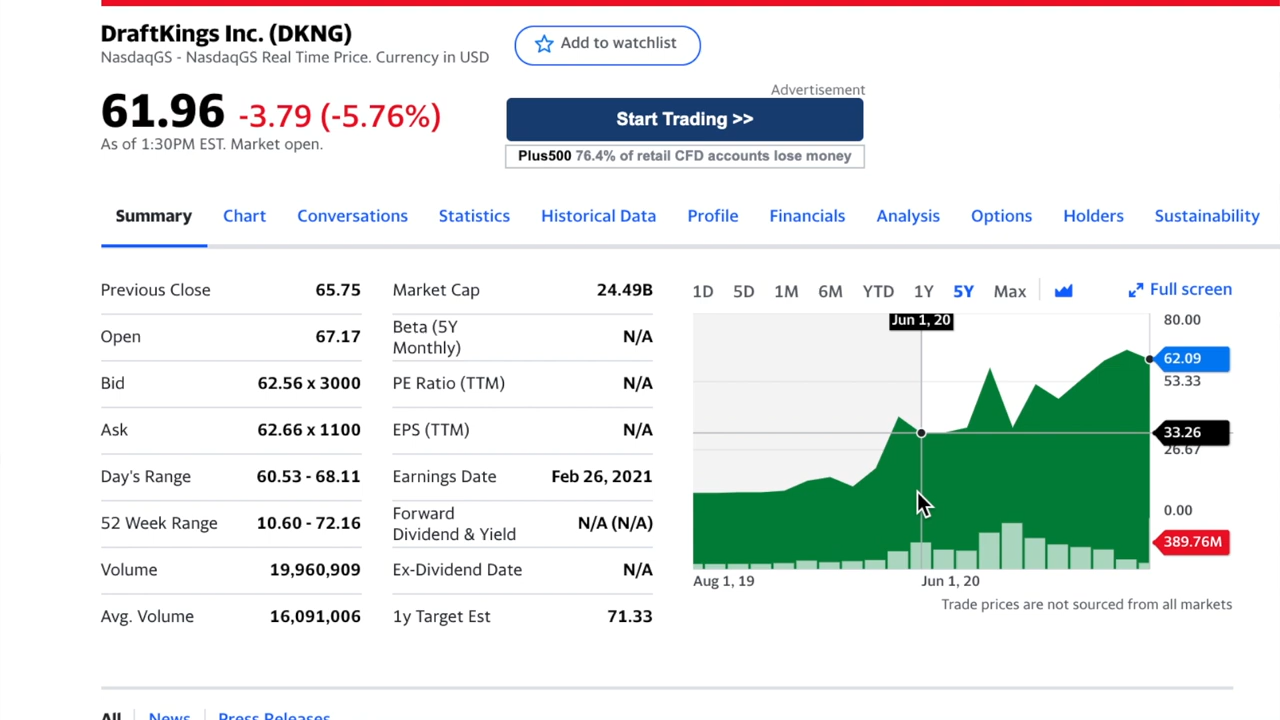 DraftKings Inc. (DKNG)
NasdaqGS - NasdaqGS Real Time Price. Currency in USD
Add to watchlist
61.96 -3.79 (-5.76%)
As of 1:30PM EST. Market open.
Advertisement
Start Trading >>
Plus500 76.4% of retail CFD accounts lose money
Summary Chart Conversations Statistics Historical Data Profile Financials Analysis Options Holders Sustainability
Previous Close 65.75
Open 67.17
Bid 62.56 x 3000
Ask 62.66 x 1100
Day's Range 60.53 - 68.11
52 Week Range 10.60 - 72.16
Volume 19,960,909
Avg. Volume 16,091,006
Market Cap 24.49B
Beta (5Y
Monthly) N/A
PE Ratio (TTM) N/A
EPS (TTM) N/A
Earnings Date Feb 26, 2021
Forward
Dividend & Yield N/A (N/A)
Ex-Dividend Date N/A
1y Target Est 71.33
1D 5D 1M 6M YTD 1Y 5Y Max Full screen
Jun 1, 20
80.00
62.09
53.33
33.26
26.67
0.00
389.76M
Aug 1, 19 Jun 1, 20
Trade prices are not sourced from all markets
All News Press Releases